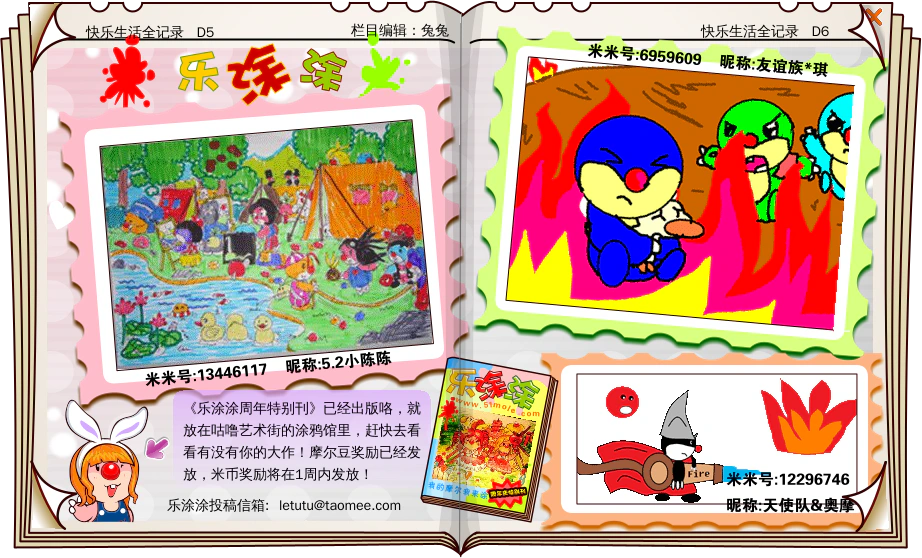 快乐生活全记录 D5
栏目编辑：兔兔
乐涂涂
米米号:13446117 昵称:5.2小陈陈
《乐涂涂周年特别刊》已经出版咯，就
放在咕噜艺术街的涂鸦馆里，赶快去看
看有没有你的大作！摩尔豆奖励已经发
放，米币奖励将在1周内发放！
乐涂涂投稿信箱: letutu@taomee.com
快乐生活全记录 D6
米米号:6959609 昵称:友谊族*琪
乐涂涂
www.51mole.com
Fire
米米号:12296746
昵称:天使队&奥摩